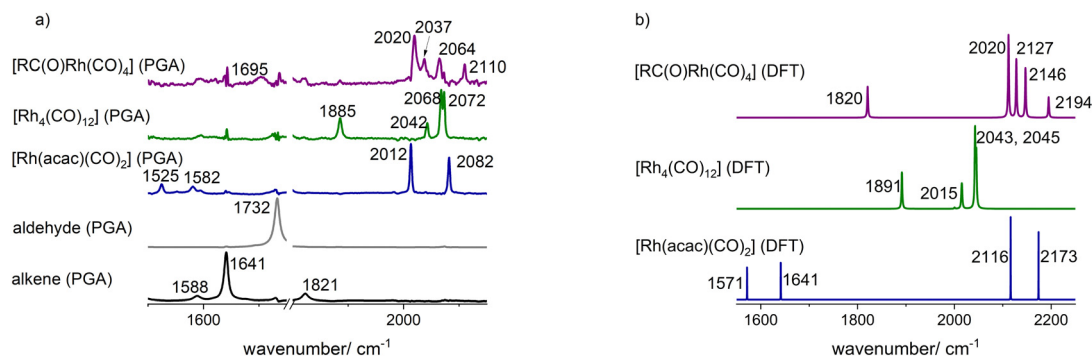 a)
[RC(O)Rh(CO)4] (PGA)
2020
2037
2064
2110
1695
[Rh4(CO)12] (PGA)
1885
2042
2068
2072
[Rh(acac)(CO)2] (PGA)
1525
1582
2012
2082
aldehyde (PGA)
1732
alkene (PGA)
1588
1641
1821
1600
2000
wavenumber/ cm-1
b)
[RC(O)Rh(CO)4] (DFT)
1820
2020
2127
2146
2194
[Rh4(CO)12] (DFT)
1891
2015
2043, 2045
[Rh(acac)(CO)2] (DFT)
1571
1641
2116
2173
1600
1800
2000
2200
wavenumber/ cm-1